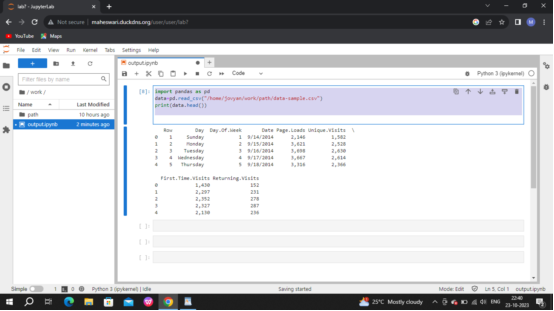 lab7 - JupyterLab
Not secure | maheswari.duckdns.org/user/user/lab?
YouTube Maps
File Edit View Run Kernel Tabs Settings Help
output.ipynb
Code
Python 3 (ipykernel)
Filter files by name
/ work /
Name Last Modified
path 10 hours ago
output.ipynb 2 minutes ago
[8]: import pandas as pd
data=pd.read_csv("/home/jovyan/work/path/data-sample.csv")
print(data.head())
Row Day Day.Of.Week Date Page.Loads Unique.Visits \
0 1 Sunday 1 9/14/2014 2,146 1,582
1 2 Monday 2 9/15/2014 3,621 2,528
2 3 Tuesday 3 9/16/2014 3,698 2,630
3 4 Wednesday 4 9/17/2014 3,667 2,614
4 5 Thursday 5 9/18/2014 3,316 2,366
First.Time.Visits Returning.Visits
0 1,430 152
1 2,297 231
2 2,352 278
3 2,327 287
4 2,130 236
[ ]:
[ ]:
[ ]:
Simple 1 0 Python 3 (ipykernel) | Idle Saving started Mode: Edit Ln 3, Col 1 output.ipynb
25°C Mostly cloudy ENG 22:40
23-10-2023